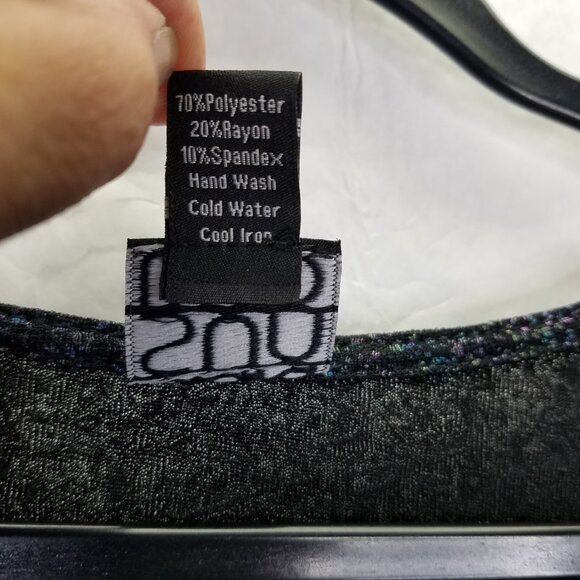 70%Polyester
20%Rayon
10%Spandex
Hand Wash
Cold Water
Cool Iron